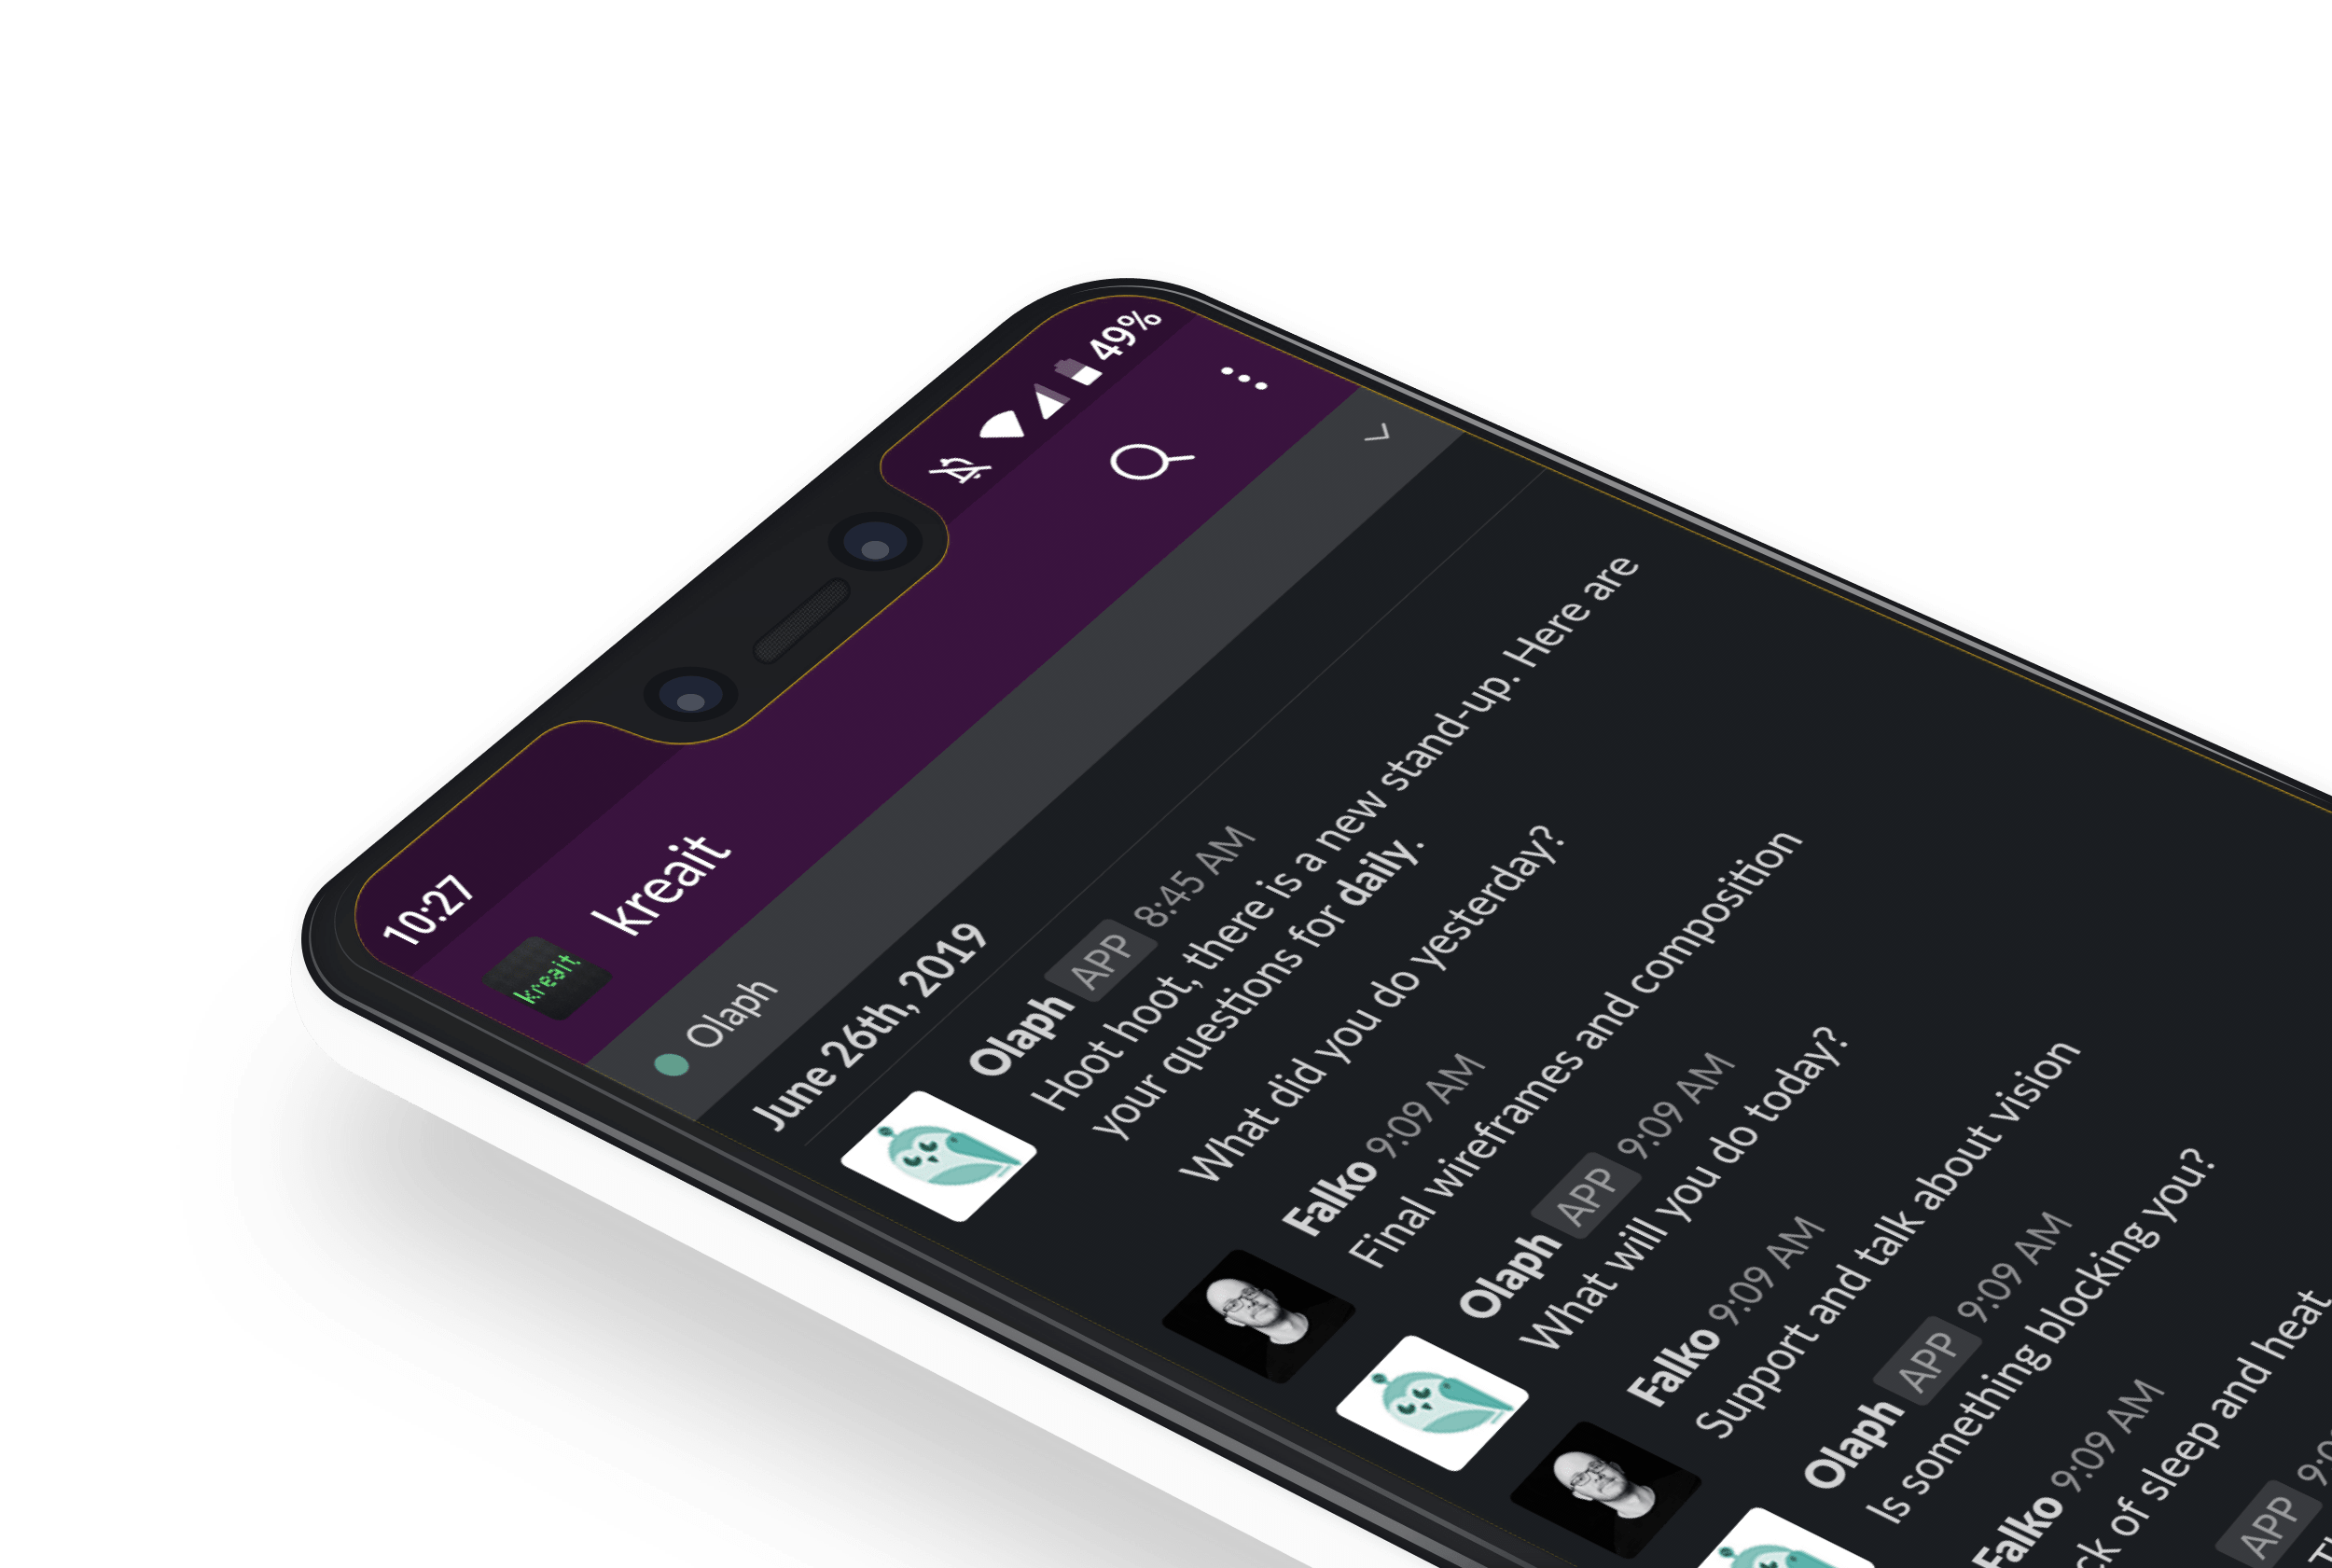 10:27
49%
kreait
kreait
Olaph
June 26th, 2019
Olaph APP 8:45 AM
Hoot hoot, there is a new stand-up. Here are
your questions for daily.
What did you do yesterday?
Falko 9:09 AM
Final wireframes and composition
Olaph APP 9:09 AM
What will you do today?
Falko 9:09 AM
Support and talk about vision
Olaph APP 9:09 AM
Is something blocking you?
Falko 9:09 AM
of sleep and heat
APP